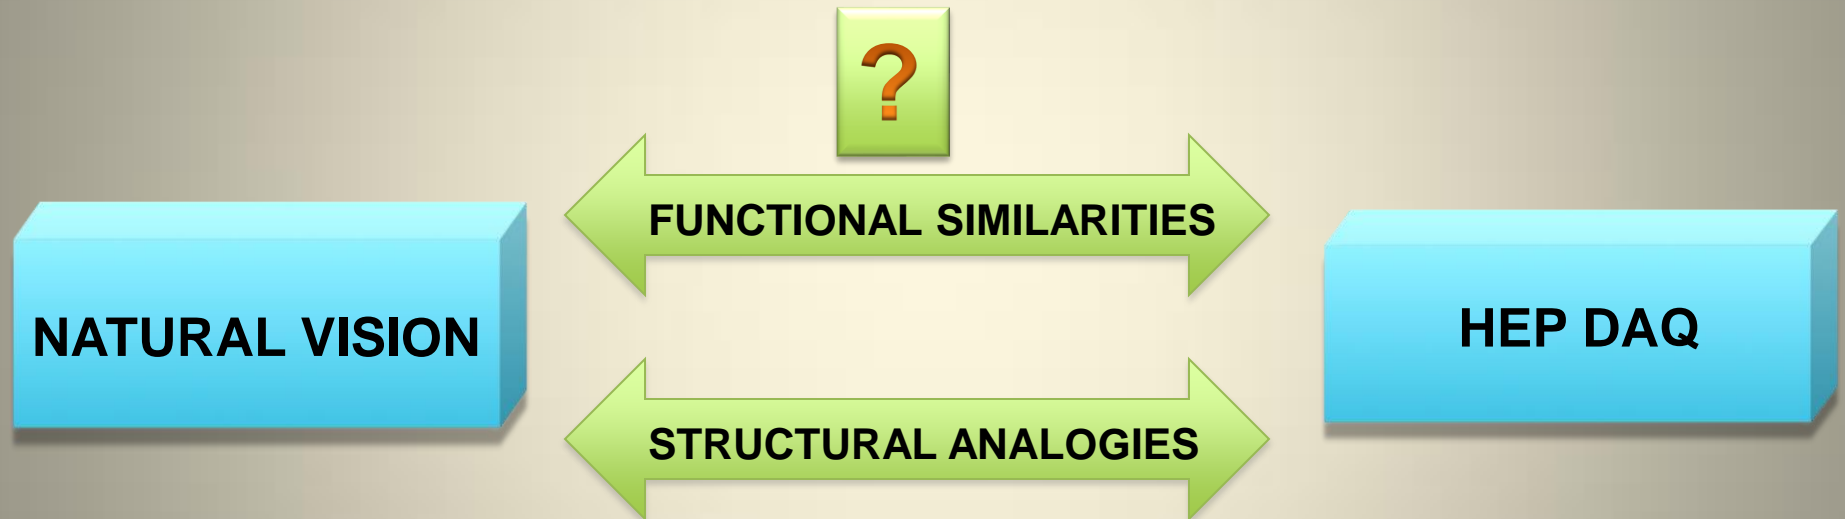 ?
FUNCTIONAL SIMILARITIES
NATURAL VISION
HEP DAQ
STRUCTURAL ANALOGIES